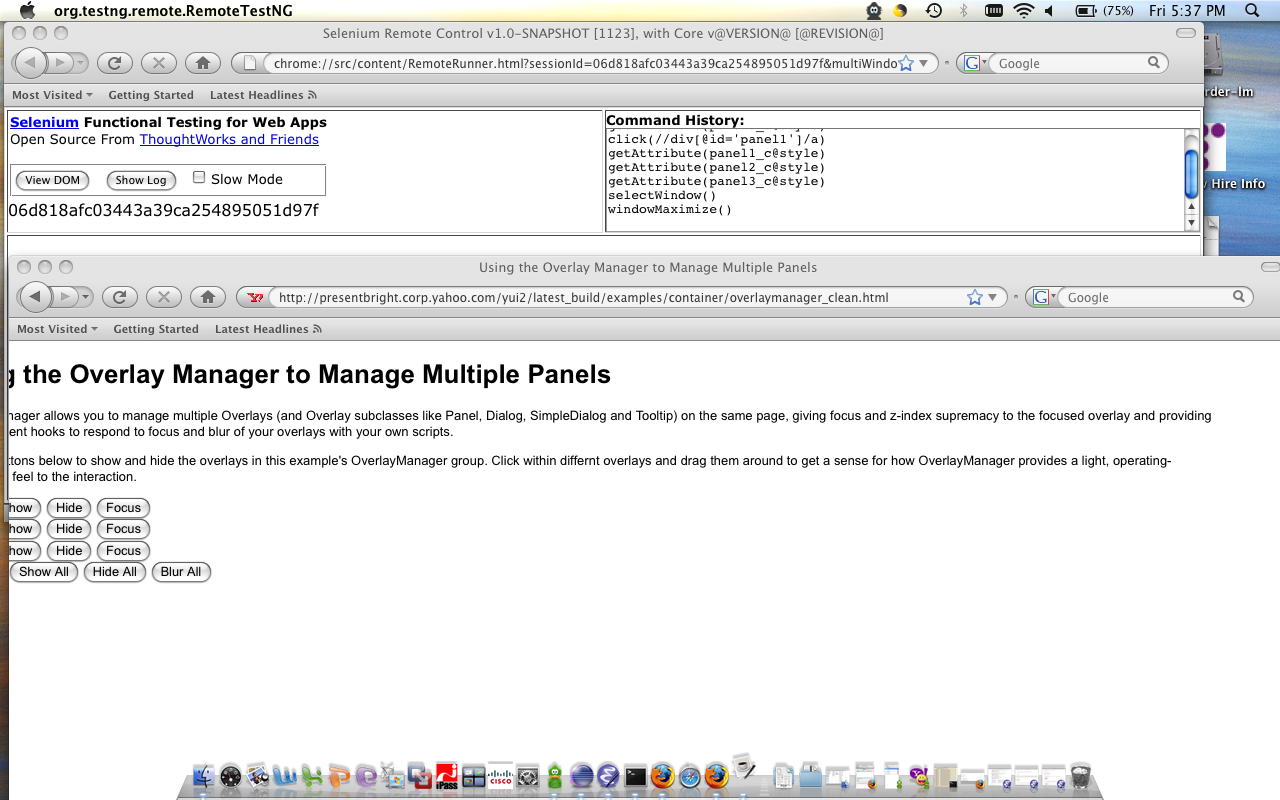 org.testng.remote.RemoteTestNG (75%) Fri 5:37 PM
Selenium Remote Control v1.0-SNAPSHOT [1123], with Core v@VERSION@ [@REVISION@]
chrome://src/content/RemoteRunner.html?sessionId=06d818afc03443a39ca254895051d97f&multiWindo Google
Most Visited Getting Started Latest Headlines
rder-Im
Selenium Functional Testing for Web Apps
Open Source From ThoughtWorks and Friends
View DOM Show Log Slow Mode
06d818afc03443a39ca254895051d97f
Command History:
click(//div[@id='panel1']/a)
getAttribute(panel1_c@style)
getAttribute(panel2_c@style)
getAttribute(panel3_c@style)
selectWindow()
windowMaximize()
Hire Info
Using the Overlay Manager to Manage Multiple Panels
http://presentbright.corp.yahoo.com/yui2/latest_build/examples/container/overlaymanager_clean.html Google
Most Visited Getting Started Latest Headlines
g the Overlay Manager to Manage Multiple Panels
nager allows you to manage multiple Overlays (and Overlay subclasses like Panel, Dialog, SimpleDialog and Tooltip) on the same page, giving focus and z-index supremacy to the focused overlay and providing
ent hooks to respond to focus and blur of your overlays with your own scripts.
tons below to show and hide the overlays in this example's OverlayManager group. Click within differnt overlays and drag them around to get a sense for how OverlayManager provides a light, operating-
feel to the interaction.
how Hide Focus
how Hide Focus
how Hide Focus
Show All Hide All Blur All
iPass
CISCO